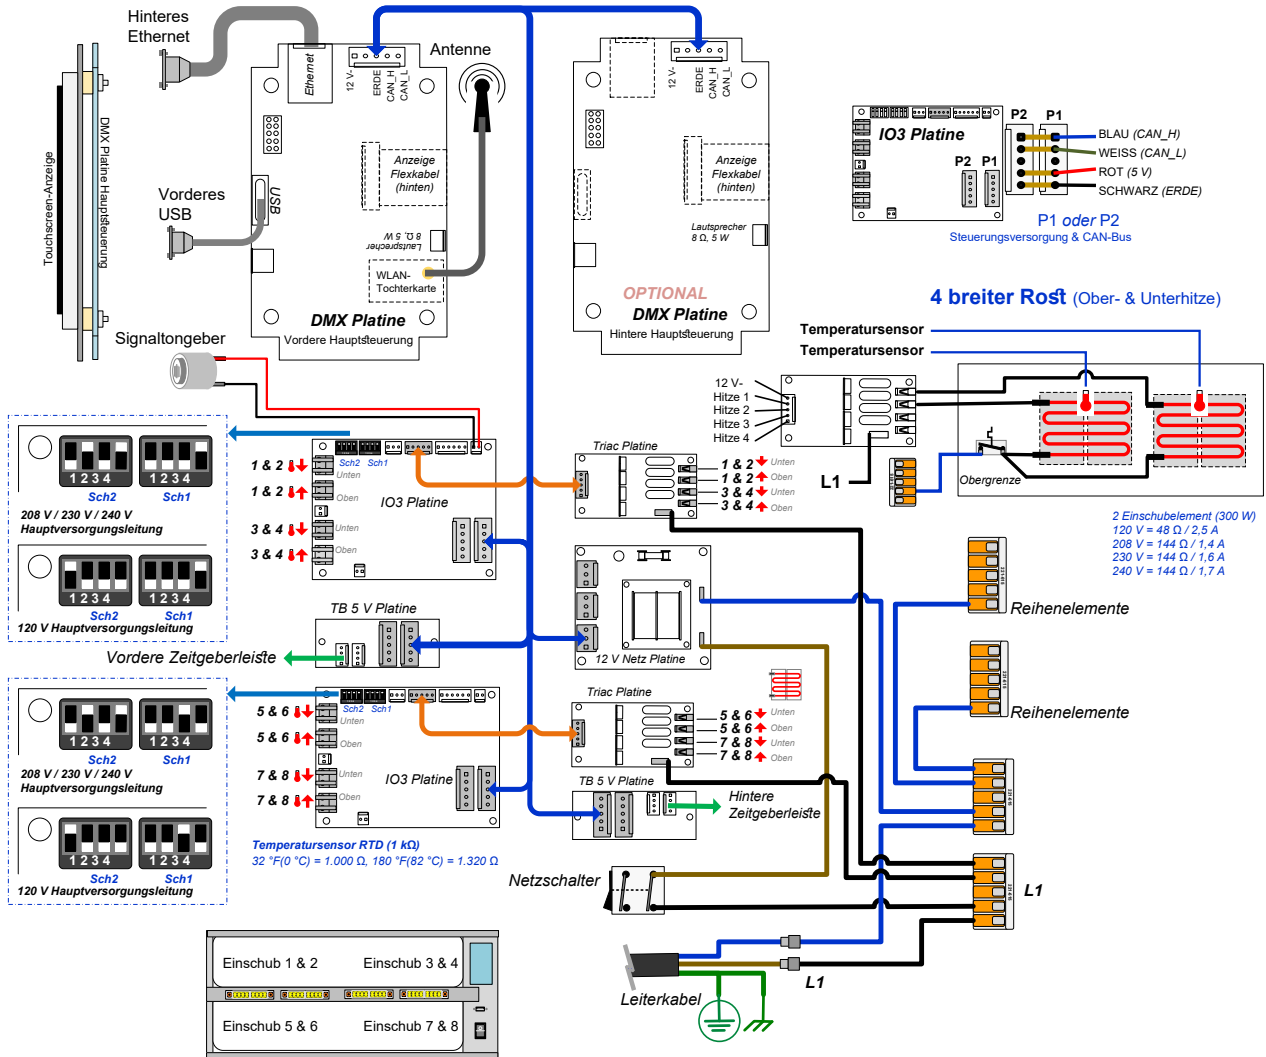 Hinteres
Ethernet
Touchscreen-Anzeige
DMX Platine Hauptsteuerung
Vorderes
USB
Signaltongeber
Ethernet
12 V-
ERDE
CAN_H
CAN_L
Antenne
USB
Anzeige
Flexkabel
(hinten)
Lautsprecher
8 Ω, 5 W
WLAN-
Tochterkarte
DMX Platine
Vordere Hauptsteuerung
12 V-
ERDE
CAN_H
CAN_L
Anzeige
Flexkabel
(hinten)
Lautsprecher
8 Ω, 5 W
OPTIONAL
DMX Platine
Hintere Hauptsteuerung
IO3 Platine
P2 P1
P2 P1
BLAU (CAN_H)
WEISS (CAN_L)
ROT (5 V)
SCHWARZ (ERDE)
P1 oder P2
Steuerungsversorgung & CAN-Bus
4 breiter Rost (Ober- & Unterhitze)
Temperatursensor
Temperatursensor
12 V-
Hitze 1
Hitze 2
Hitze 3
Hitze 4
L1
Obergrenze
2 Einschubelement (300 W)
120 V = 48 Ω / 2,5 A
208 V = 144 Ω / 1,4 A
230 V = 144 Ω / 1,6 A
240 V = 144 Ω / 1,7 A
1 2 3 4
1 2 3 4
Sch2
Sch1
208 V / 230 V / 240 V
Hauptversorgungsleitung
1 2 3 4
1 2 3 4
Sch2
Sch1
120 V Hauptversorgungsleitung
Sch2 Sch1
1 & 2
Unten
1 & 2
Oben
3 & 4
Unten
3 & 4
Oben
IO3 Platine
Triac Platine
1 & 2 Unten
1 & 2 Oben
3 & 4 Unten
3 & 4 Oben
TB 5 V Platine
Vordere Zeitgeberleiste
12 V Netz Platine
Reihenelemente
Reihenelemente
1 2 3 4
1 2 3 4
Sch2
Sch1
208 V / 230 V / 240 V
Hauptversorgungsleitung
1 2 3 4
1 2 3 4
Sch2
Sch1
120 V Hauptversorgungsleitung
Sch2 Sch1
5 & 6
Unten
5 & 6
Oben
7 & 8
Unten
7 & 8
Oben
IO3 Platine
Triac Platine
5 & 6 Unten
5 & 6 Oben
7 & 8 Unten
7 & 8 Oben
TB 5 V Platine
Hintere
Zeitgeberleiste
Temperatursensor RTD (1 kΩ)
32 °F(0 °C) = 1.000 Ω, 180 °F(82 °C) = 1.320 Ω
Netzschalter
L1
Leiterkabel
L1
Einschub 1 & 2
Einschub 3 & 4
Einschub 5 & 6
Einschub 7 & 8